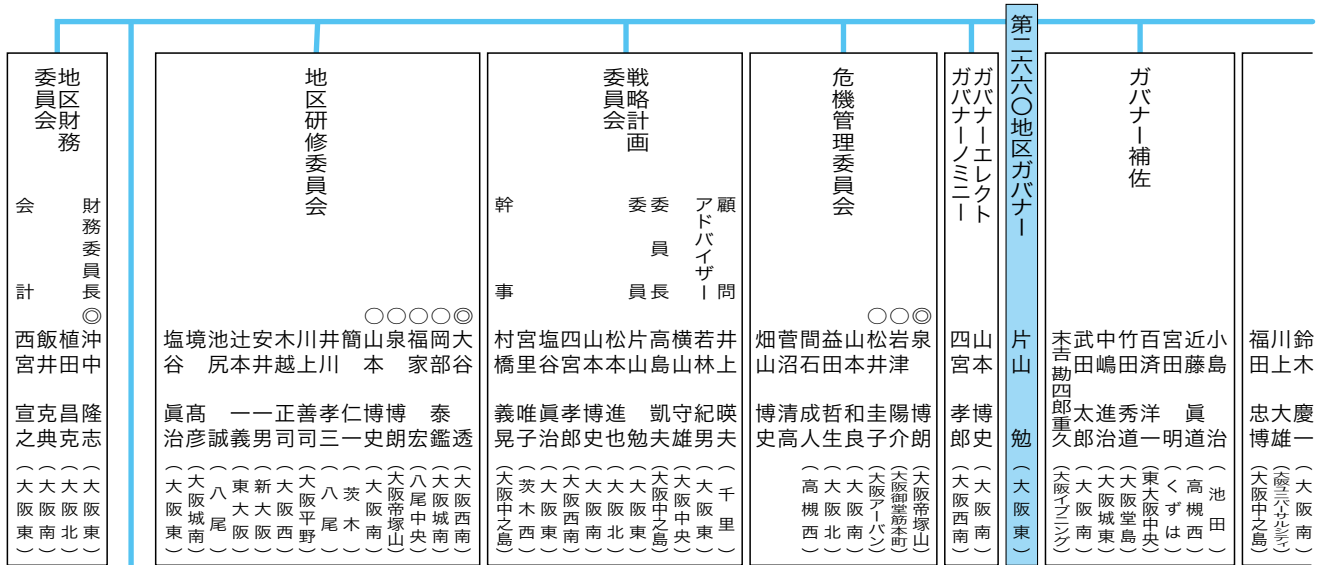 鈴木 慶一（大阪南）
川上 大雄（大阪ユニバーサルシティ）
福田 忠博（大阪中之島）
ガバナー補佐
小島 治（池田）
近藤 眞道（高槻西）
宮田 明（くずは）
百済 洋一（東大阪中央）
竹田 秀道（大阪堂島）
中嶋 進治（大阪城東）
武田 太郎（大阪南）
末吉 勘四郎重久（大阪イブニング）
第二六六〇地区ガバナー 片山 勉（大阪東）
ガバナーエレクト 山本 博史（大阪南）
ガバナーノミニー 四宮 孝郎（大阪西南）
危機管理委員会
◎泉 博朗（大阪帝塚山）
○岩津 陽介（大阪御堂筋本町）
○松井 圭子（大阪アーバン）
山本 和良（大阪南）
益田 哲生（大阪北）
間石 成人（高槻西）
菅沼 清高
畑山 博史
戦略計画
委員会
顧問 井上 暎夫（千里）
アドバイザー 若林 紀男（大阪東）
横山 守雄（大阪中央）
委員長 高島 凱夫（大阪中之島）
委員 片山 勉（大阪東）
松本 進也（大阪北）
山本 博史（大阪南）
四宮 孝郎（大阪西南）
塩谷 眞治（大阪東）
宮里 唯子（茨木西）
幹事 村橋 義晃（大阪中之島）
地区研修委員会
◎大谷 透（大阪西南）
○岡部 泰鑑（大阪城南）
○福家 宏（八尾中央）
○泉 博朗（大阪帝塚山）
○山本 博史（大阪南）
簡 仁一（茨木）
井川 孝三（八尾）
川上 善司（大阪平野）
木越 正司（大阪西）
安井 一男（新大阪）
辻本 一義（東大阪）
池尻 誠（八尾）
境 髙彦（大阪城南）
塩谷 眞治（大阪東）
地区財務
委員会
財務委員長 ◎沖中 隆志（大阪東）
植田 昌克（大阪北）
飯井 克典（大阪南）
会計 西宮 宣之（大阪東）